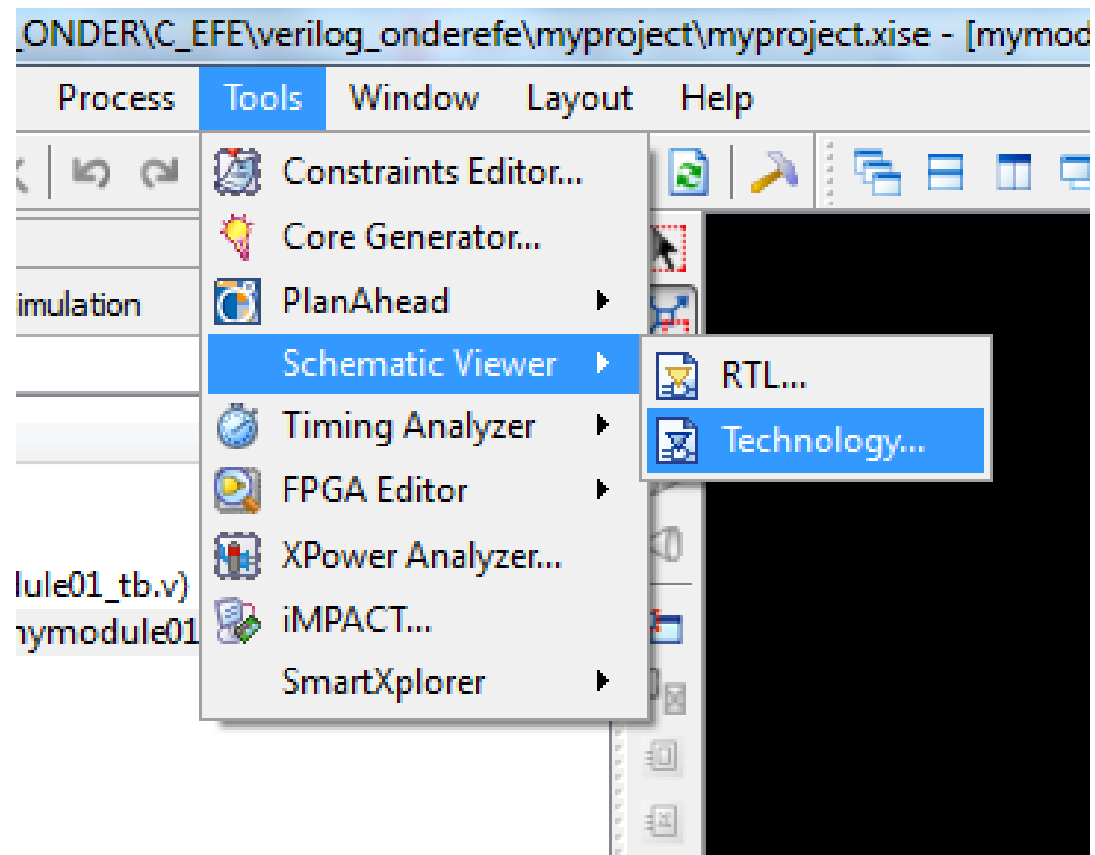 _ONDER\C_EFE\verilog_onderefe\myproject\myproject.xise - [mymod
Process Tools Window Layout Help
Constraints Editor...
Core Generator...
imulation
PlanAhead
Schematic Viewer
RTL...
Technology...
Timing Analyzer
FPGA Editor
XPower Analyzer...
lule01_tb.v)
iMPACT...
nymodule01
SmartXplorer